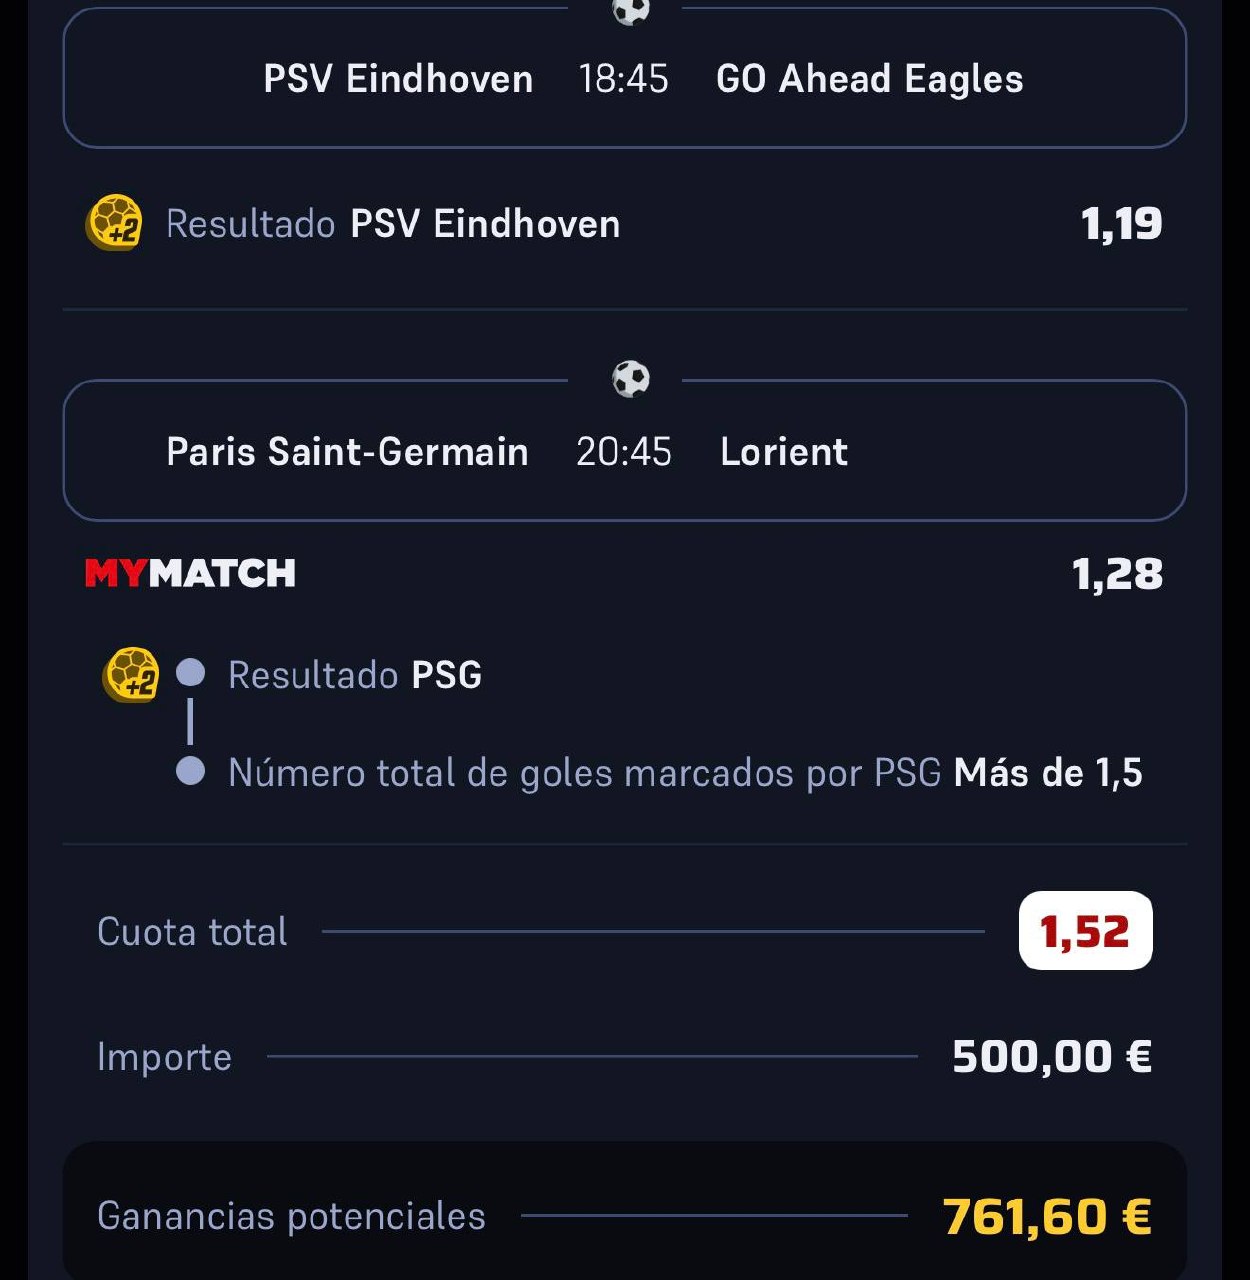 PSV Eindhoven 18:45 GO Ahead Eagles
+2 Resultado PSV Eindhoven 1,19
Paris Saint-Germain 20:45 Lorient
MYMATCH 1,28
+2 Resultado PSG
Número total de goles marcados por PSG Más de 1,5
Cuota total 1,52
Importe 500,00 €
Ganancias potenciales 761,60 €